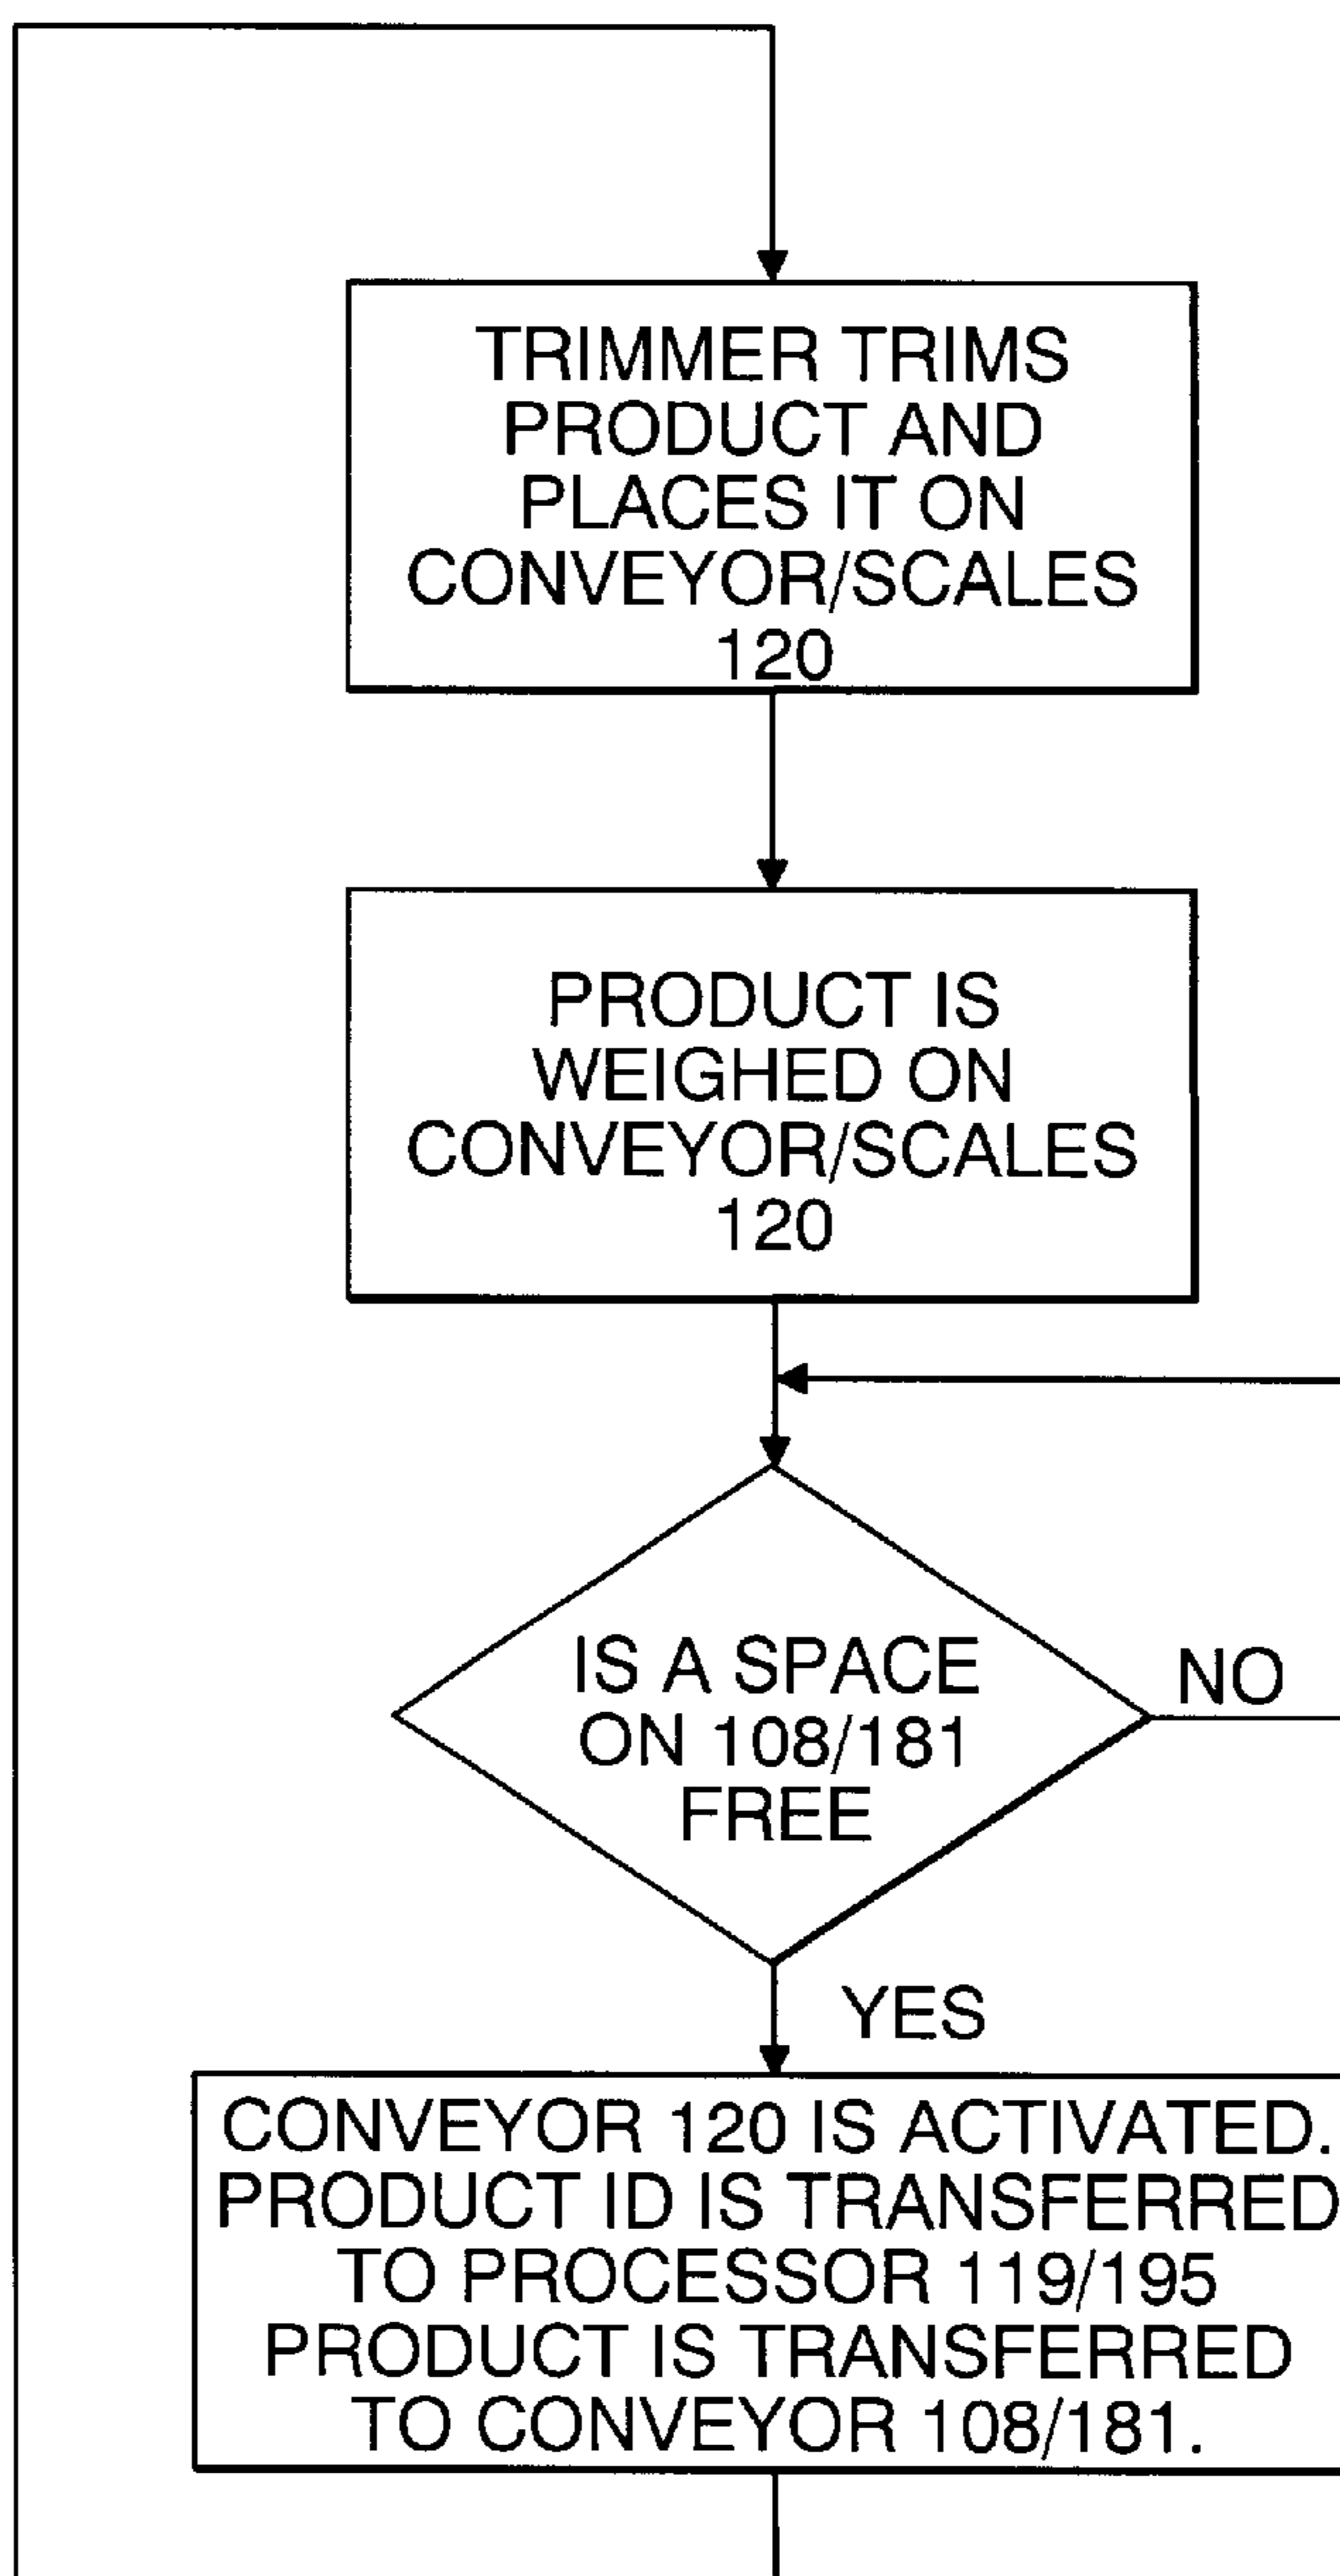 TRIMMER TRIMS
PRODUCT AND
PLACES IT ON
CONVEYOR/SCALES
120
PRODUCT IS
WEIGHED ON
CONVEYOR/SCALES
120
IS A SPACE
ON 108/181
FREE
NO
YES
CONVEYOR 120 IS ACTIVATED.
PRODUCT ID IS TRANSFERRED
TO PROCESSOR 119/195
PRODUCT IS TRANSFERRED
TO CONVEYOR 108/181.